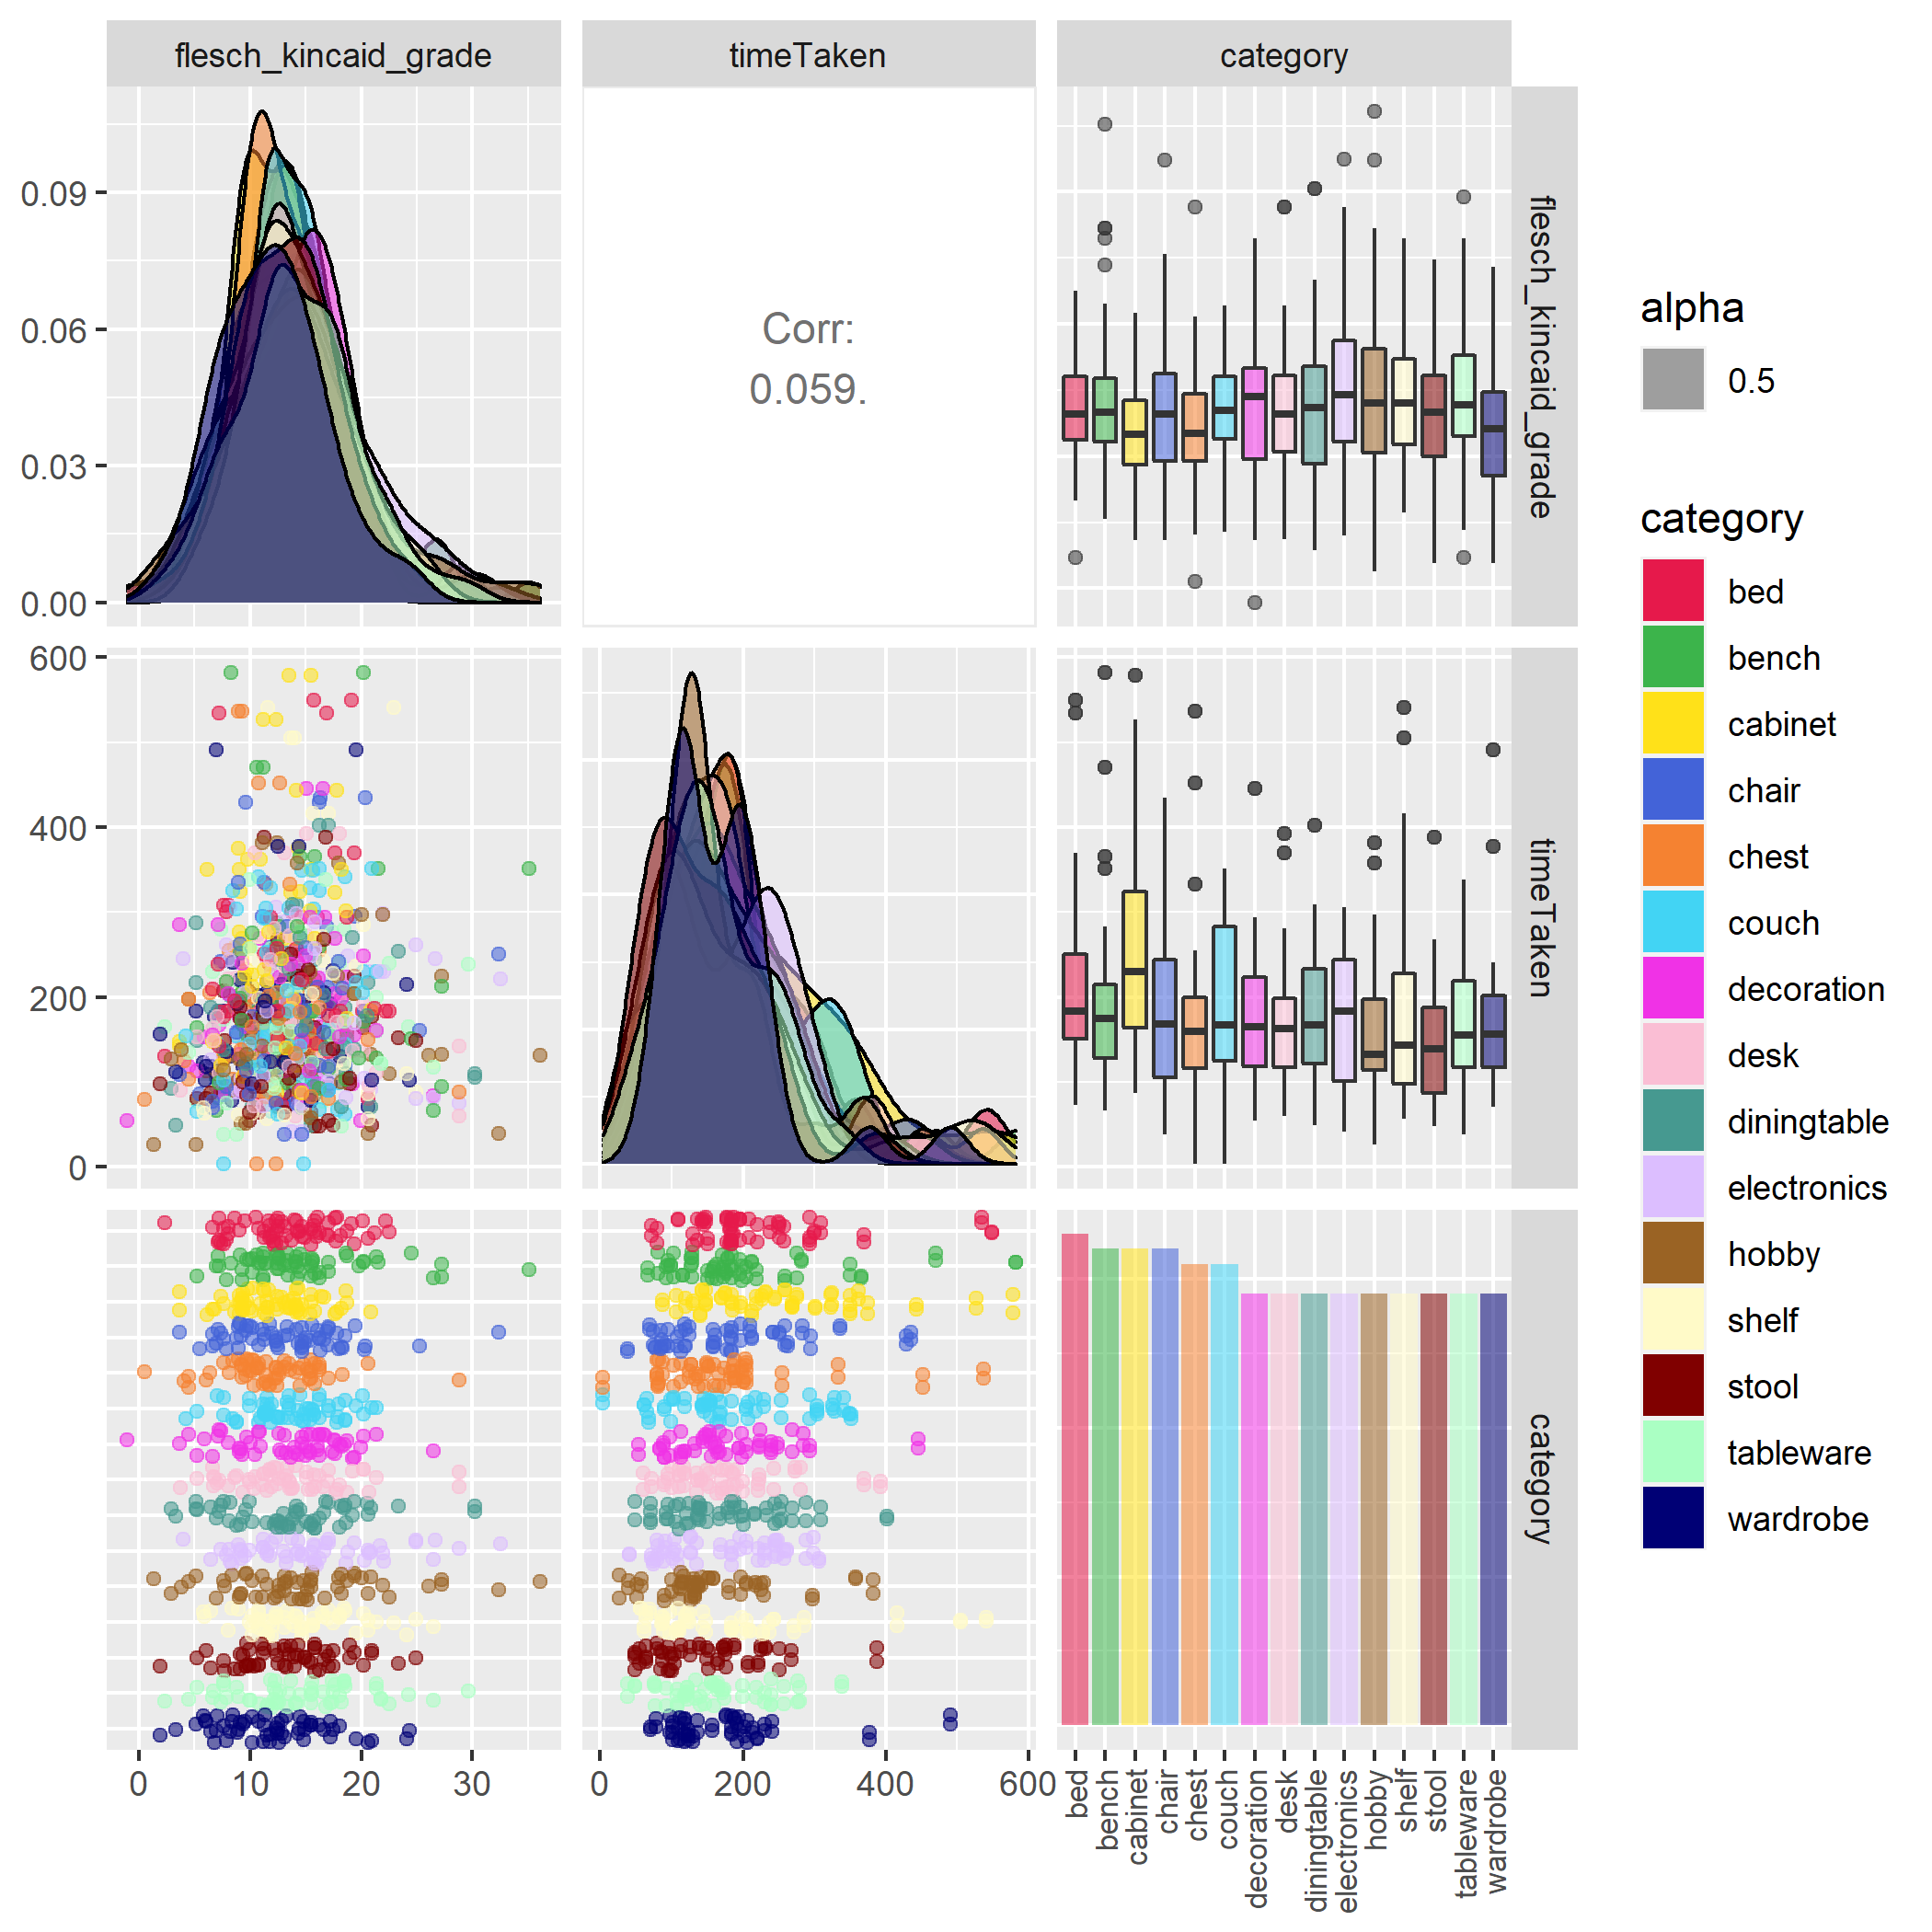 flesch_kincaid_grade
timeTaken
category
0.09
0.06
0.03
0.00
Corr:
0.059.
flesch_kincaid_grade
600
400
200
0
timeTaken
category
0
10
20
30
0
200
400
600
bed
bench
cabinet
chair
chest
couch
decoration
desk
diningtable
electronics
hobby
shelf
stool
tableware
wardrobe
alpha
0.5
category
bed
bench
cabinet
chair
chest
couch
decoration
desk
diningtable
electronics
hobby
shelf
stool
tableware
wardrobe